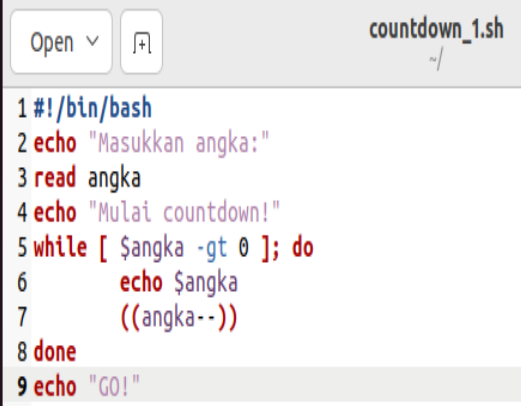 Open
countdown_1.sh
~/
1 #!/bin/bash
2 echo "Masukkan angka:"
3 read angka
4 echo "Mulai countdown!"
5 while [ $angka -gt 0 ]; do
6         echo $angka
7         ((angka--))
8 done
9 echo "GO!"